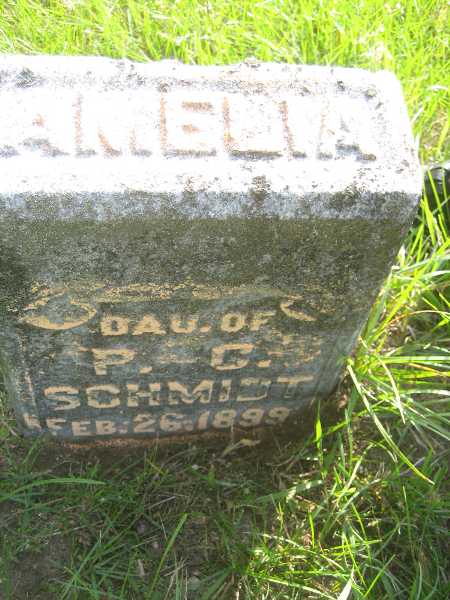 AMELIA
DAU. OF
P. C.
SCHMIDT
FEB. 26. 1899